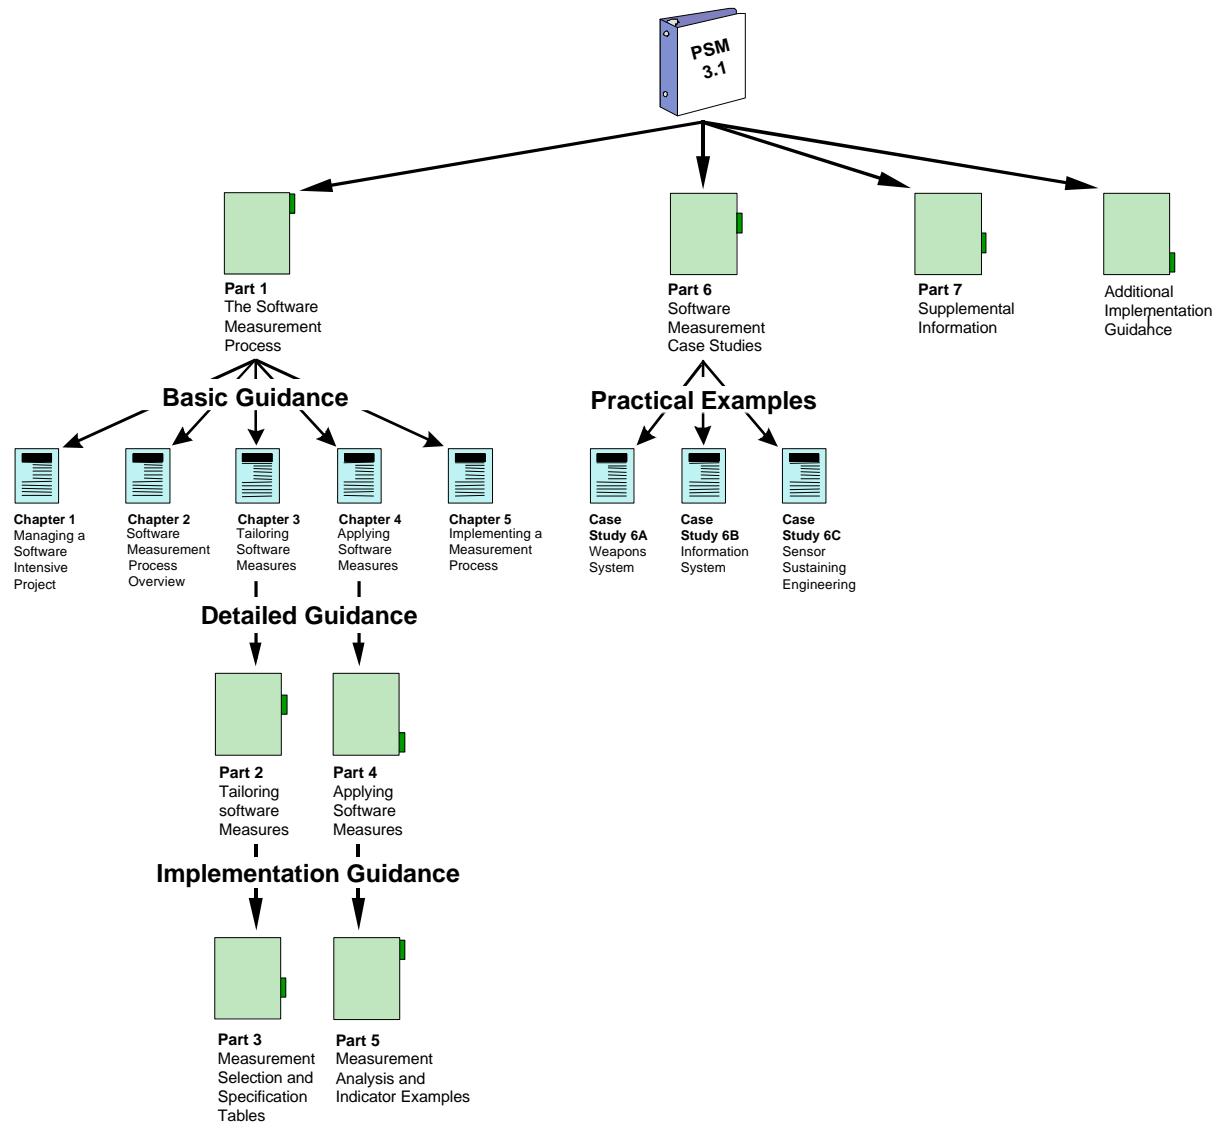 PSM
3.1
Part 1
The Software
Measurement
Process
Part 6
Software
Measurement
Case Studies
Part 7
Supplemental
Information
Additional
Implementation
Guidance
Basic Guidance
Practical Examples
Chapter 1
Managing a
Software
Intensive
Project
Chapter 2
Software
Measurement
Process
Overview
Chapter 3
Tailoring
Software
Measures
Chapter 4
Applying
Software
Measures
Chapter 5
Implementing a
Measurement
Process
Case
Study 6A
Weapons
System
Case
Study 6B
Information
System
Case
Study 6C
Sensor
Sustaining
Engineering
Detailed Guidance
Part 2
Tailoring
software
Measures
Part 4
Applying
Software
Measures
Implementation Guidance
Part 3
Measurement
Selection and
Specification
Tables
Part 5
Measurement
Analysis and
Indicator Examples